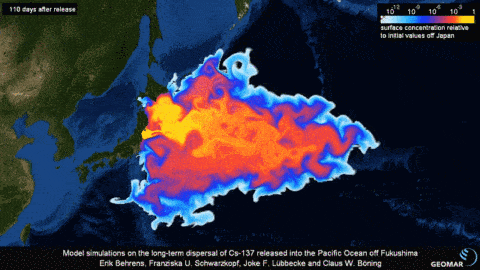 110 days after release
10⁻¹² 10⁻⁹ 10⁻⁶ 10⁻³ 1
surface concentration relative
to initial values off Japan
Model simulations on the long-term dispersal of Cs-137 released into the Pacific Ocean off Fukushima
Erik Behrens, Franziska U. Schwarzkopf, Joke F. Lübbecke and Claus W. Böning
GEOMAR